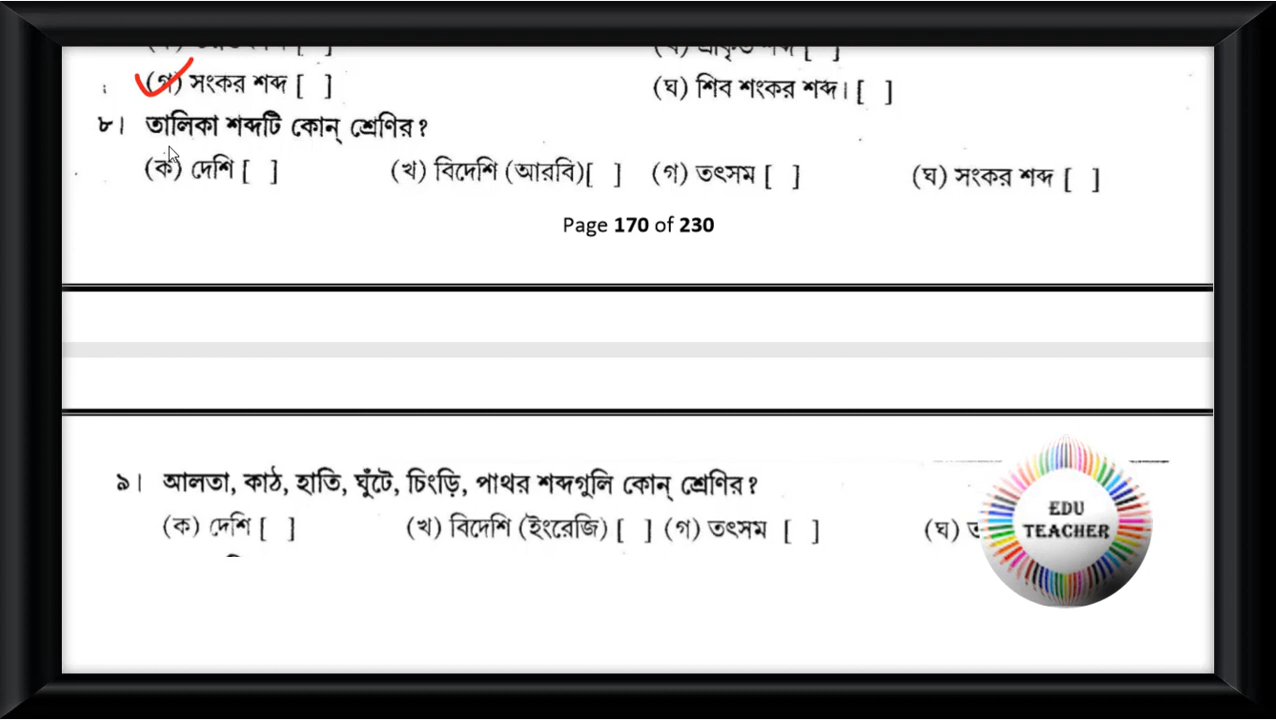 (গ) সংকর শব্দ [ ] (ঘ) শিব শংকর শব্দ। [ ]
৮। তালিকা শব্দটি কোন্ শ্রেণির?
(ক) দেশি [ ] (খ) বিদেশি (আরবি)[ ] (গ) তৎসম [ ] (ঘ) সংকর শব্দ [ ]
Page 170 of 230
৯। আলতা, কাঠ, হাতি, ঘুঁটে, চিংড়ি, পাথর শব্দগুলি কোন্ শ্রেণির?
(ক) দেশি [ ] (খ) বিদেশি (ইংরেজি) [ ] (গ) তৎসম [ ] (ঘ)
EDU
TEACHER